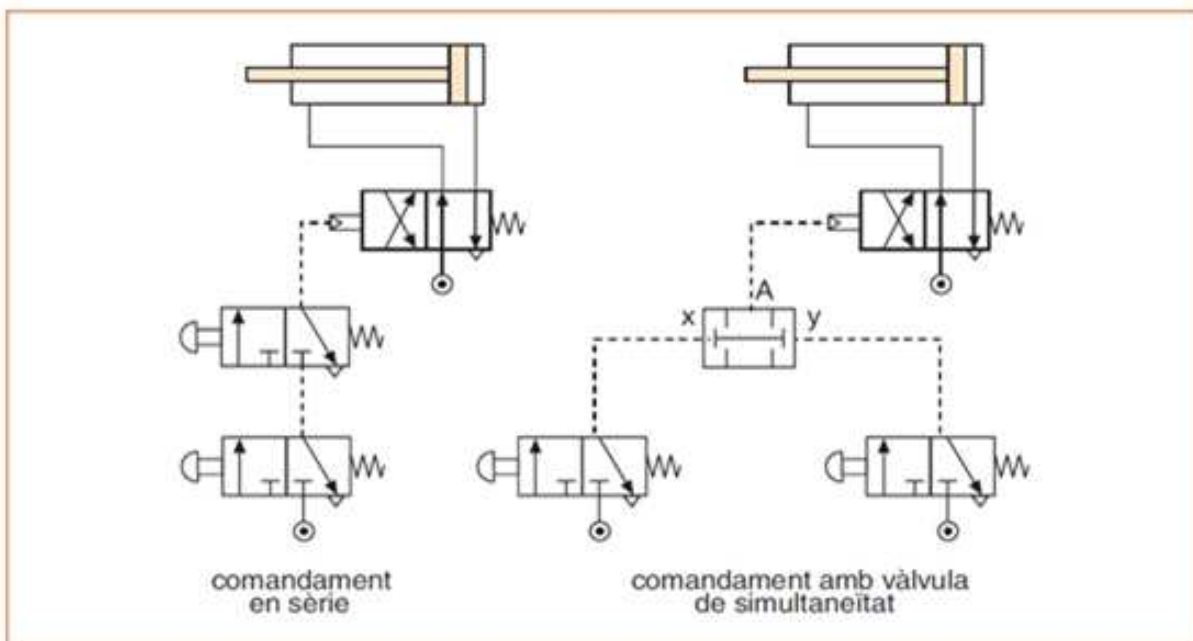 A
x y
comandament
en sèrie
comandament amb vàlvula
de simultaneïtat